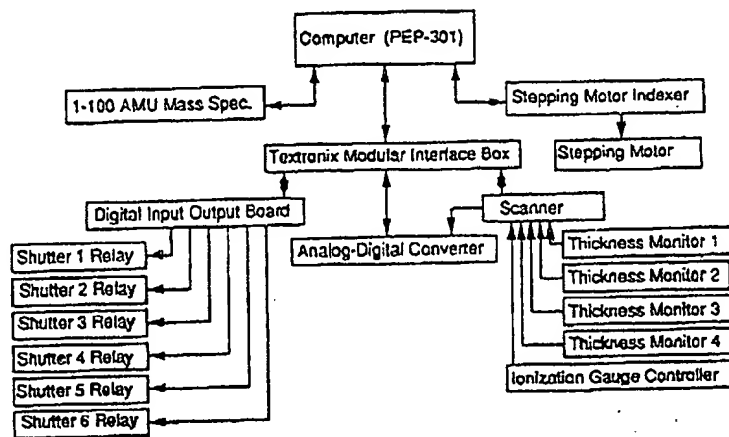 Computer (PEP-301)
1-100 AMU Mass Spec.
Stepping Motor Indexer
Textronix Modular Interface Box
Stepping Motor
Digital Input Output Board
Scanner
Analog-Digital Converter
Shutter 1 Relay
Shutter 2 Relay
Shutter 3 Relay
Shutter 4 Relay
Shutter 5 Relay
Shutter 6 Relay
Thickness Monitor 1
Thickness Monitor 2
Thickness Monitor 3
Thickness Monitor 4
Ionization Gauge Controller